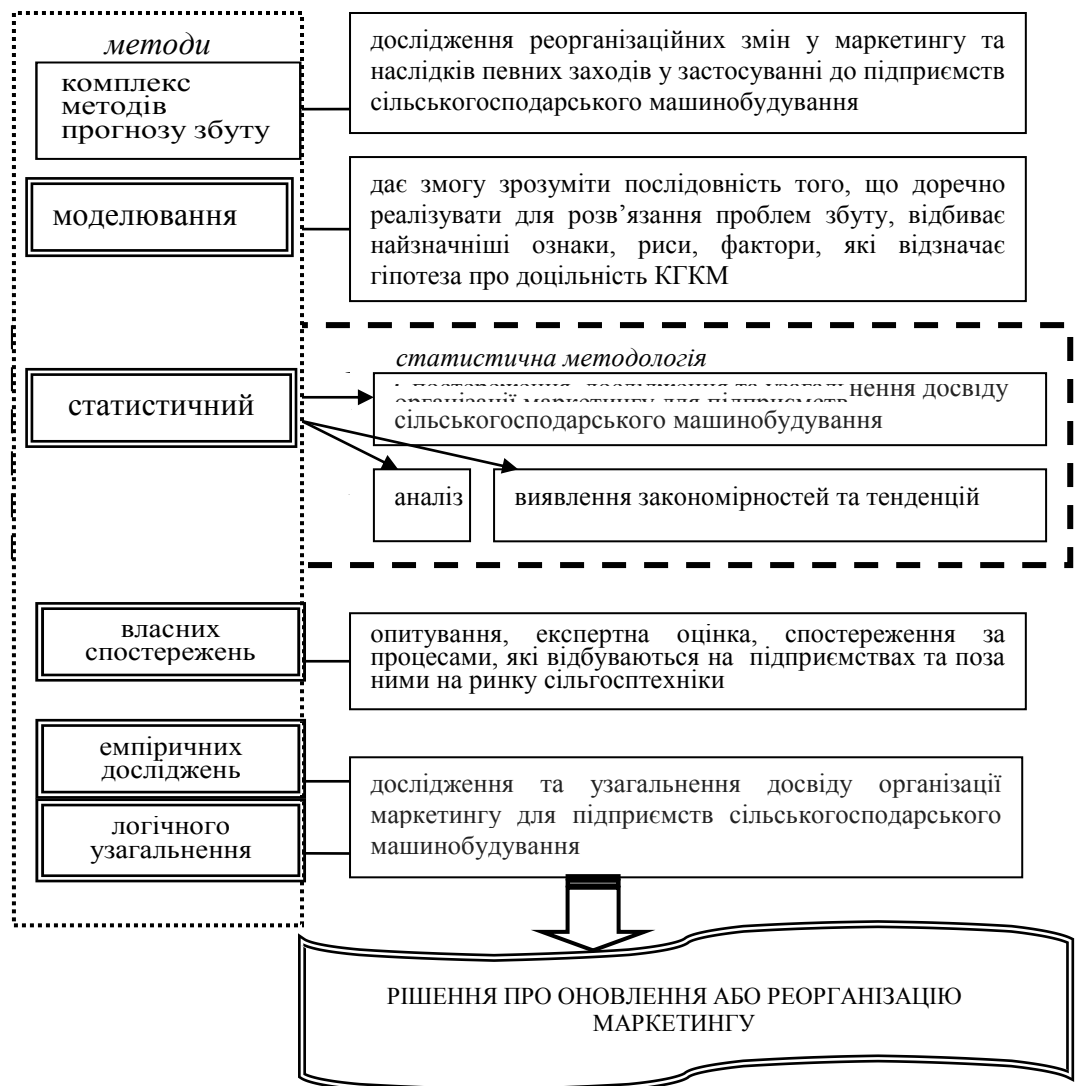 методи
комплекс
методів
прогнозу збуту
дослідження реорганізаційних змін у маркетингу та
наслідків певних заходів у застосуванні до підприємств
сільськогосподарського машинобудування
моделювання
дає змогу зрозуміти послідовність того, що доречно
реалізувати для розв’язання проблем збуту, відбиває
найзначніші ознаки, риси, фактори, які відзначає
гіпотеза про доцільність КГКМ
статистична методологія
статистичний
організації маркетингу для підприємств
нення досвіду
сільськогосподарського машинобудування
аналіз
виявлення закономірностей та тенденцій
власних
спостережень
опитування, експертна оцінка, спостереження за
процесами, які відбуваються на підприємствах та поза
ними на ринку сільгосптехніки
емпіричних
досліджень
логічного
узагальнення
дослідження та узагальнення досвіду організації
маркетингу для підприємств сільськогосподарського
машинобудування
РІШЕННЯ ПРО ОНОВЛЕННЯ АБО РЕОРГАНІЗАЦІЮ
МАРКЕТИНГУ